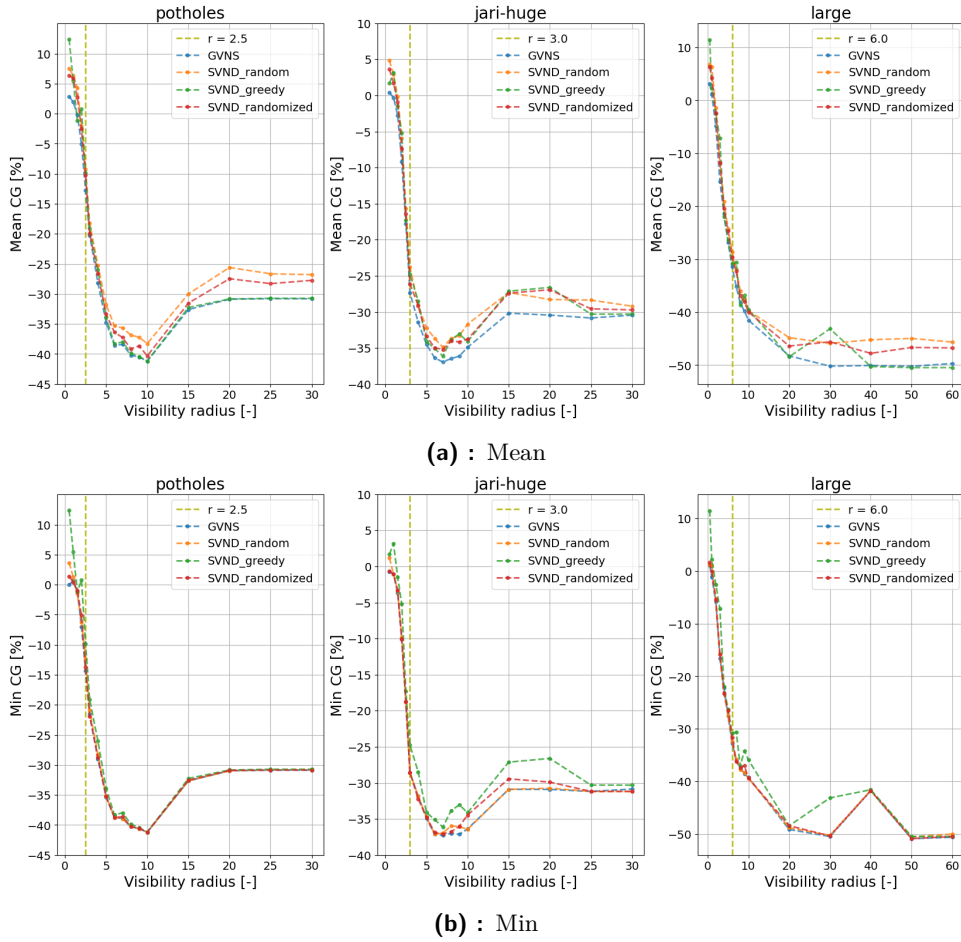 potholes
jari-huge
large
r = 2.5
GVNS
SVND_random
SVND_greedy
SVND_randomized
r = 3.0
GVNS
SVND_random
SVND_greedy
SVND_randomized
r = 6.0
GVNS
SVND_random
SVND_greedy
SVND_randomized
Mean CG [%]
10
5
0
−5
−10
−15
−20
−25
−30
−35
−40
−45
Mean CG [%]
10
5
0
−5
−10
−15
−20
−25
−30
−35
−40
Mean CG [%]
10
0
−10
−20
−30
−40
−50
0 5 10 15 20 25 30
0 5 10 15 20 25 30
0 10 20 30 40 50 60
Visibility radius [-]
Visibility radius [-]
Visibility radius [-]
(a) : Mean
potholes
jari-huge
large
r = 2.5
GVNS
SVND_random
SVND_greedy
SVND_randomized
r = 3.0
GVNS
SVND_random
SVND_greedy
SVND_randomized
r = 6.0
GVNS
SVND_random
SVND_greedy
SVND_randomized
Min CG [%]
10
5
0
−5
−10
−15
−20
−25
−30
−35
−40
−45
Min CG [%]
10
5
0
−5
−10
−15
−20
−25
−30
−35
−40
Min CG [%]
10
0
−10
−20
−30
−40
−50
0 5 10 15 20 25 30
0 5 10 15 20 25 30
0 10 20 30 40 50 60
Visibility radius [-]
Visibility radius [-]
Visibility radius [-]
(b) : Min